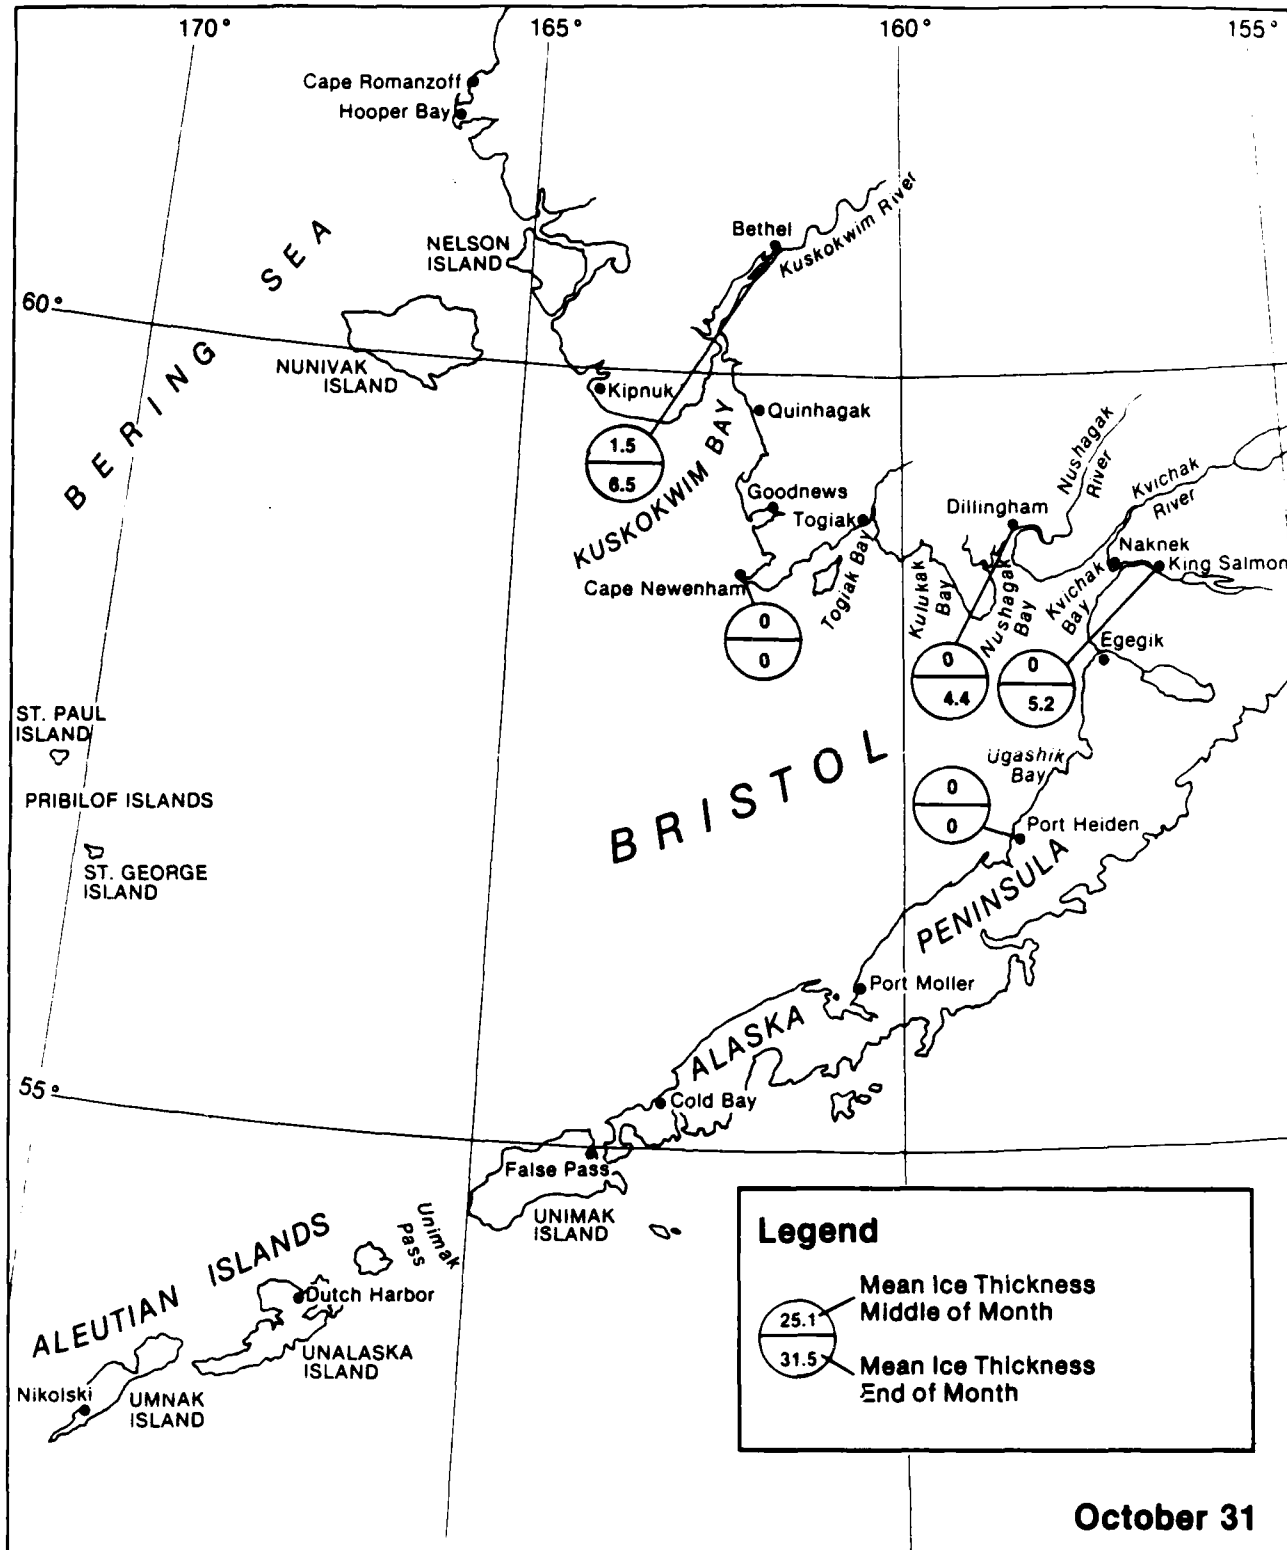 170°
165°
160°
155°
Cape Romanzoff
Hooper Bay
Bethel
Kuskokwim River
NELSON
ISLAND
BERING SEA
60°
NUNIVAK
ISLAND
Kipnuk
Quinhagak
1.5
6.5
KUSKOKWIM BAY
Nushagak
River
Kvichak
River
Goodnews
Togiak
Dillingham
Naknek
King Salmon
Cape Newenham
Togiak Bay
Kulukak
Bay
Nushagak
Bay
Kvichak
Bay
Egegik
0
0
0
4.4
0
5.2
ST. PAUL
ISLAND
PRIBILOF ISLANDS
ST. GEORGE
ISLAND
BRISTOL
Ugashik
Bay
0
0
Port Heiden
ALASKA PENINSULA
Port Moller
55°
Cold Bay
False Pass
UNIMAK
ISLAND
Unimak
Pass
ALEUTIAN ISLANDS
Dutch Harbor
UNALASKA
ISLAND
Nikolski
UMNAK
ISLAND
Legend
25.1
31.5
Mean Ice Thickness
Middle of Month
Mean Ice Thickness
End of Month
October 31